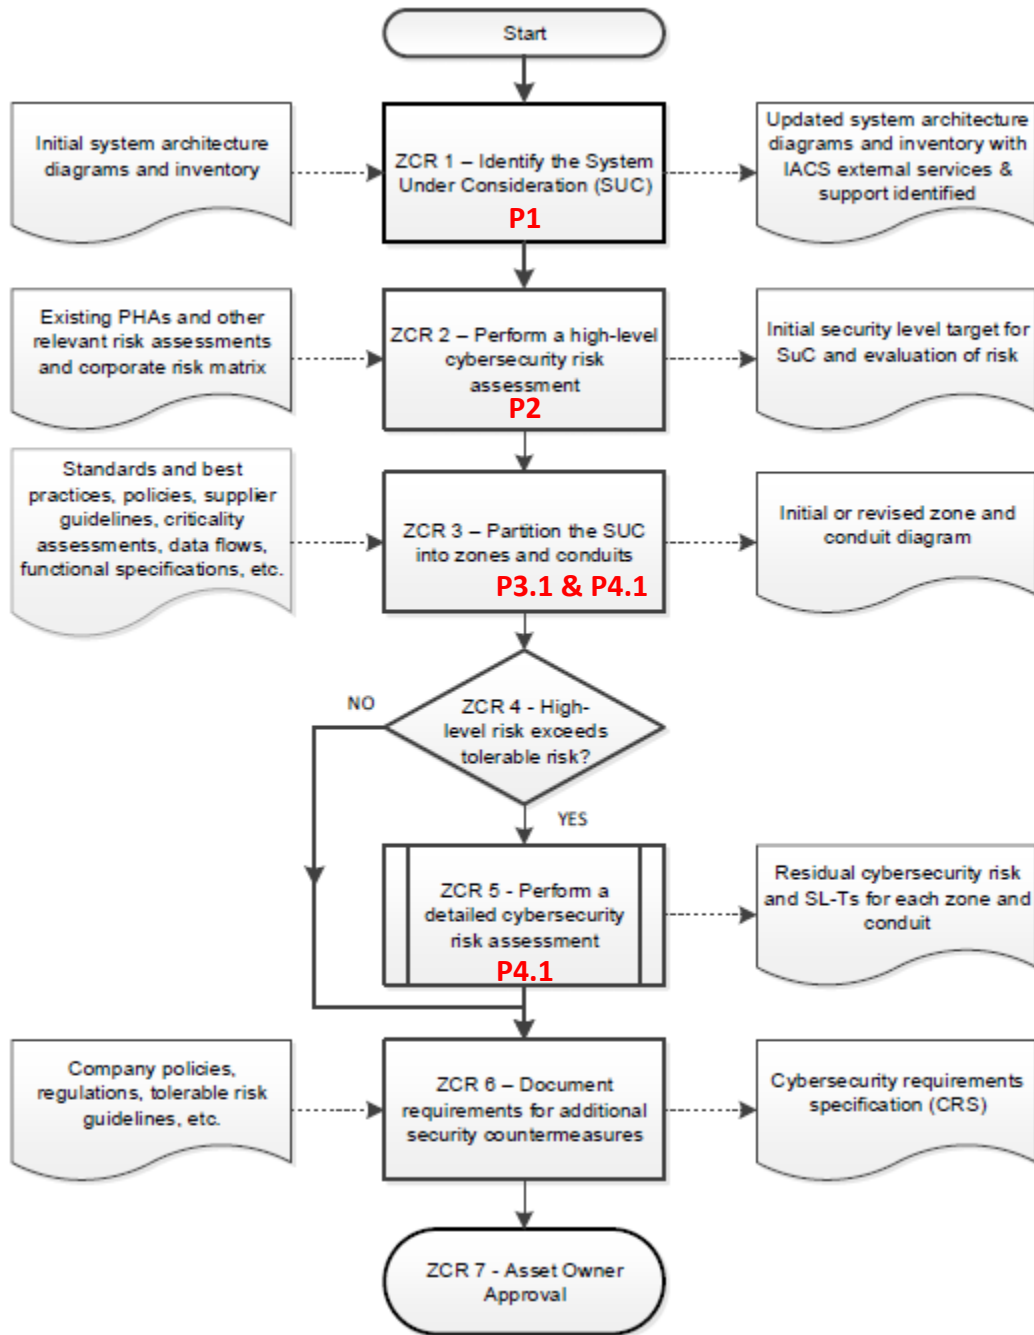 Start
Initial system architecture
diagrams and inventory
ZCR 1 – Identify the System
Under Consideration (SUC)
P1
Updated system architecture
diagrams and inventory with
IACS external services &
support identified
Existing PHAs and other
relevant risk assessments
and corporate risk matrix
ZCR 2 – Perform a high-level
cybersecurity risk
assessment
P2
Initial security level target for
SuC and evaluation of risk
Standards and best
practices, policies, supplier
guidelines, criticality
assessments, data flows,
functional specifications, etc.
ZCR 3 – Partition the SUC
into zones and conduits
P3.1 & P4.1
Initial or revised zone and
conduit diagram
NO
ZCR 4 - High-
level risk exceeds
tolerable risk?
YES
ZCR 5 - Perform a
detailed cybersecurity
risk assessment
P4.1
Residual cybersecurity risk
and SL-Ts for each zone and
conduit
Company policies,
regulations, tolerable risk
guidelines, etc.
ZCR 6 – Document
requirements for additional
security countermeasures
Cybersecurity requirements
specification (CRS)
ZCR 7 - Asset Owner
Approval